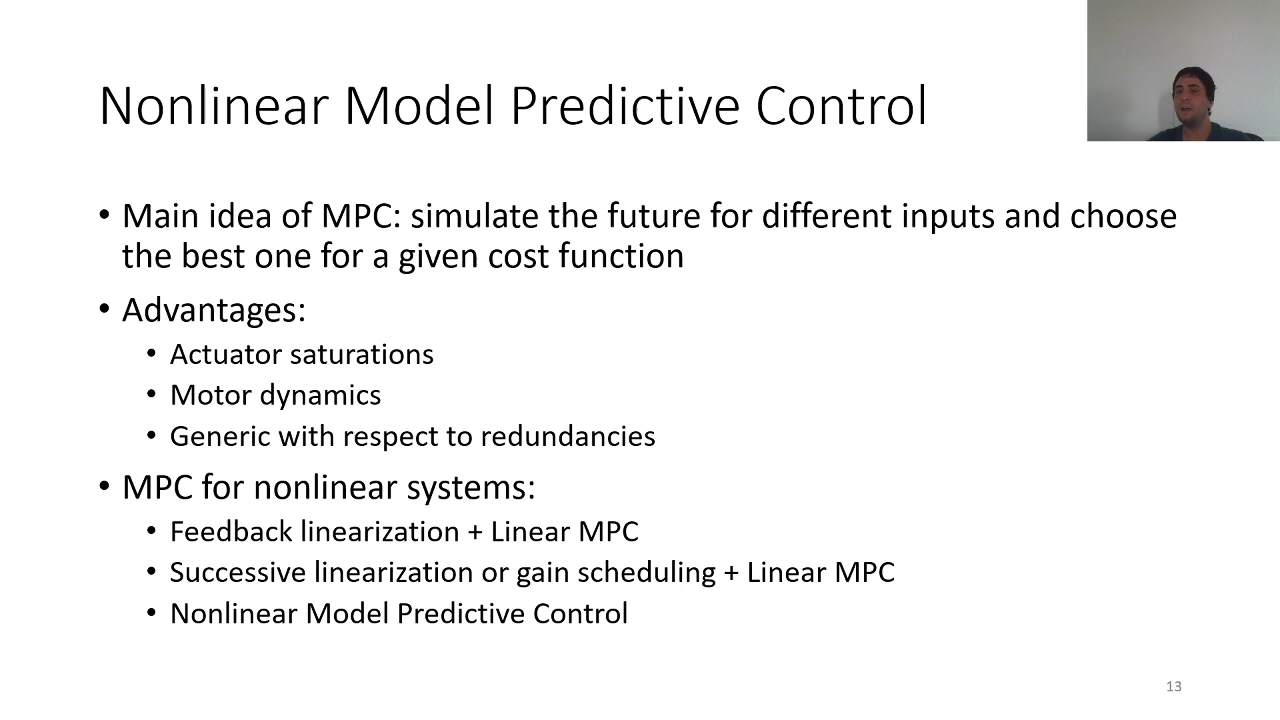 Nonlinear Model Predictive Control
• Main idea of MPC: simulate the future for different inputs and choose
the best one for a given cost function
• Advantages:
• Actuator saturations
• Motor dynamics
• Generic with respect to redundancies
• MPC for nonlinear systems:
• Feedback linearization + Linear MPC
• Successive linearization or gain scheduling + Linear MPC
• Nonlinear Model Predictive Control
13